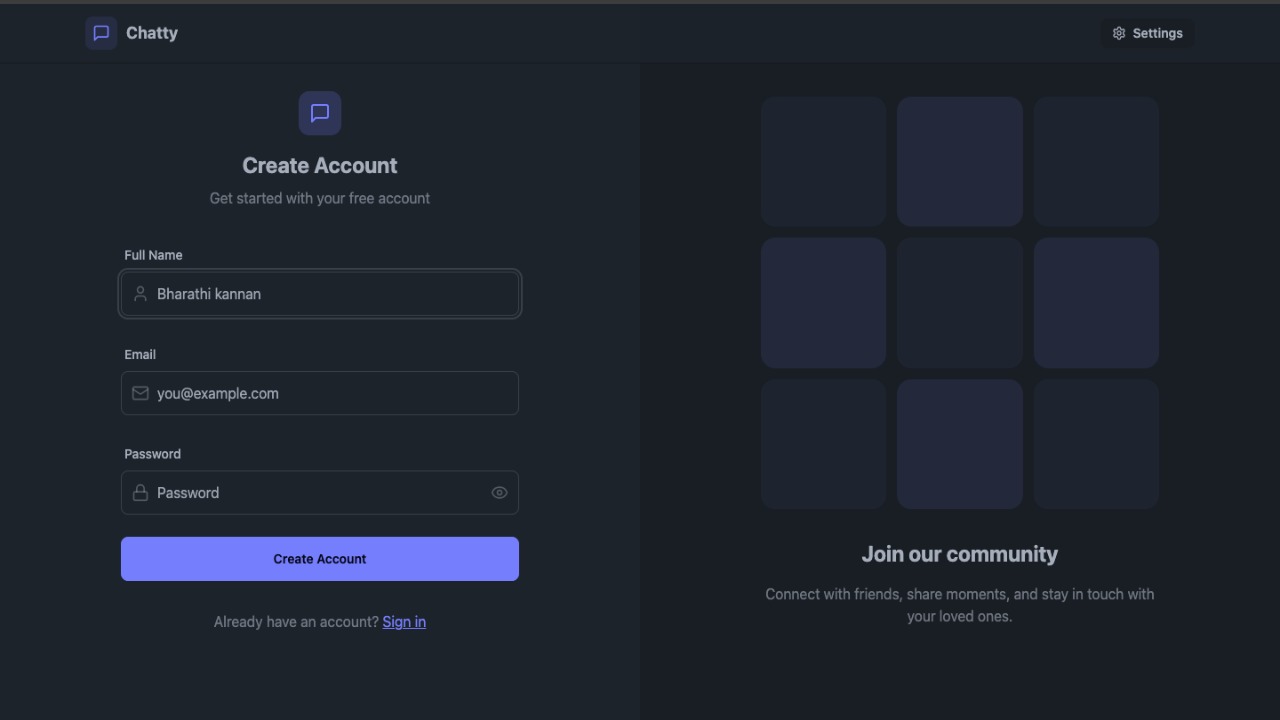 Chatty
Settings
Create Account
Get started with your free account
Full Name
Bharathi kannan
Email
you@example.com
Password
Password
Create Account
Already have an account? Sign in
Join our community
Connect with friends, share moments, and stay in touch with
your loved ones.